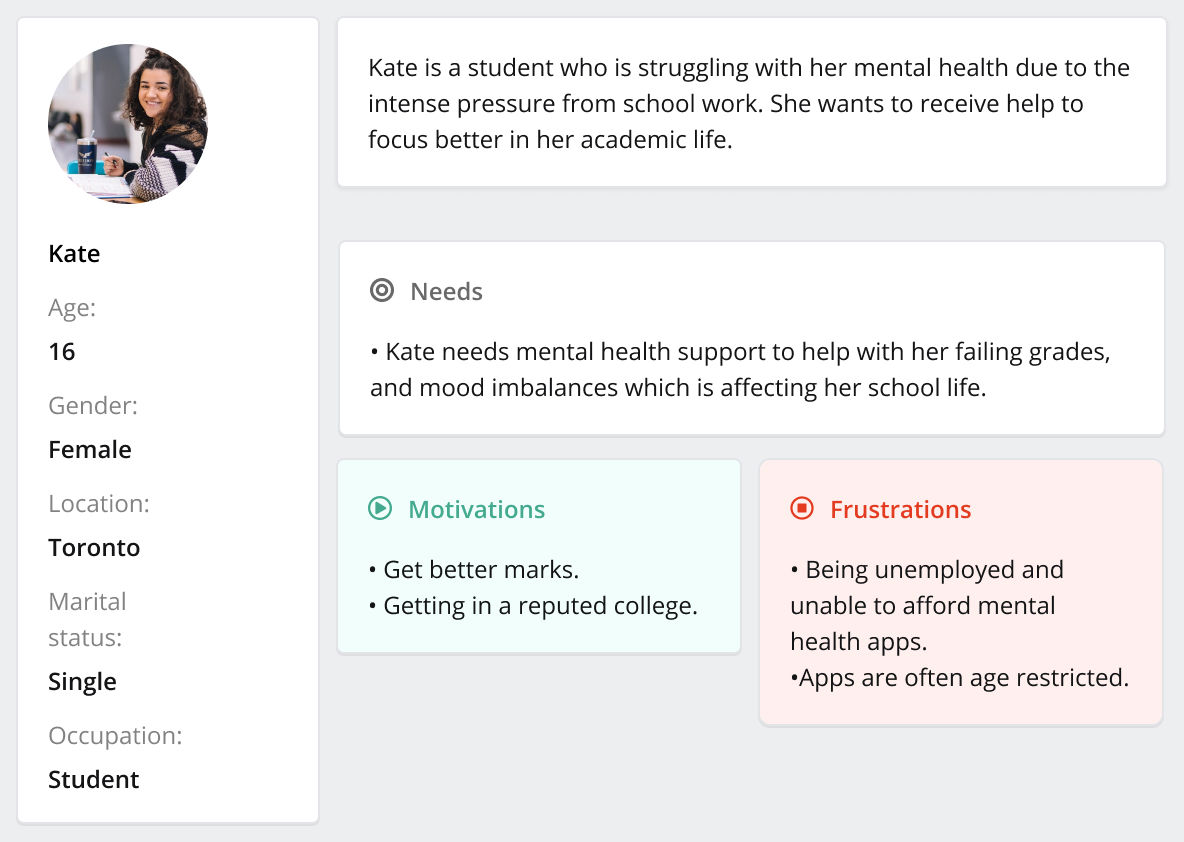 Kate
Age:
16
Gender:
Female
Location:
Toronto
Marital
status:
Single
Occupation:
Student
Kate is a student who is struggling with her mental health due to the
intense pressure from school work. She wants to receive help to
focus better in her academic life.
Needs
• Kate needs mental health support to help with her failing grades,
and mood imbalances which is affecting her school life.
Motivations
• Get better marks.
• Getting in a reputed college.
Frustrations
• Being unemployed and
unable to afford mental
health apps.
•Apps are often age restricted.